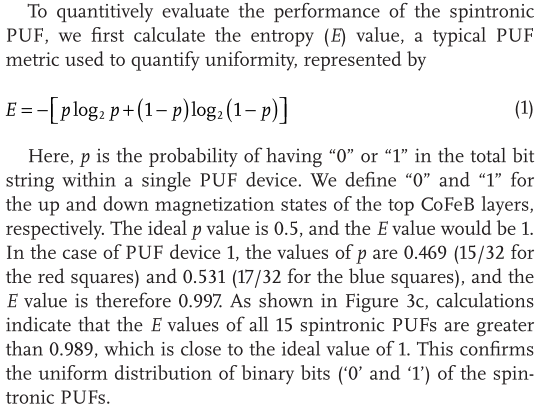 To quantitively evaluate the performance of the spintronic
PUF, we first calculate the entropy (E) value, a typical PUF
metric used to quantify uniformity, represented by
E = −[p log₂ p + (1 − p) log₂ (1 − p)] (1)
Here, p is the probability of having “0” or “1” in the total bit
string within a single PUF device. We define “0” and “1” for
the up and down magnetization states of the top CoFeB layers,
respectively. The ideal p value is 0.5, and the E value would be 1.
In the case of PUF device 1, the values of p are 0.469 (15/32 for
the red squares) and 0.531 (17/32 for the blue squares), and the
E value is therefore 0.997. As shown in Figure 3c, calculations
indicate that the E values of all 15 spintronic PUFs are greater
than 0.989, which is close to the ideal value of 1. This confirms
the uniform distribution of binary bits (‘0’ and ‘1’) of the spin-
tronic PUFs.